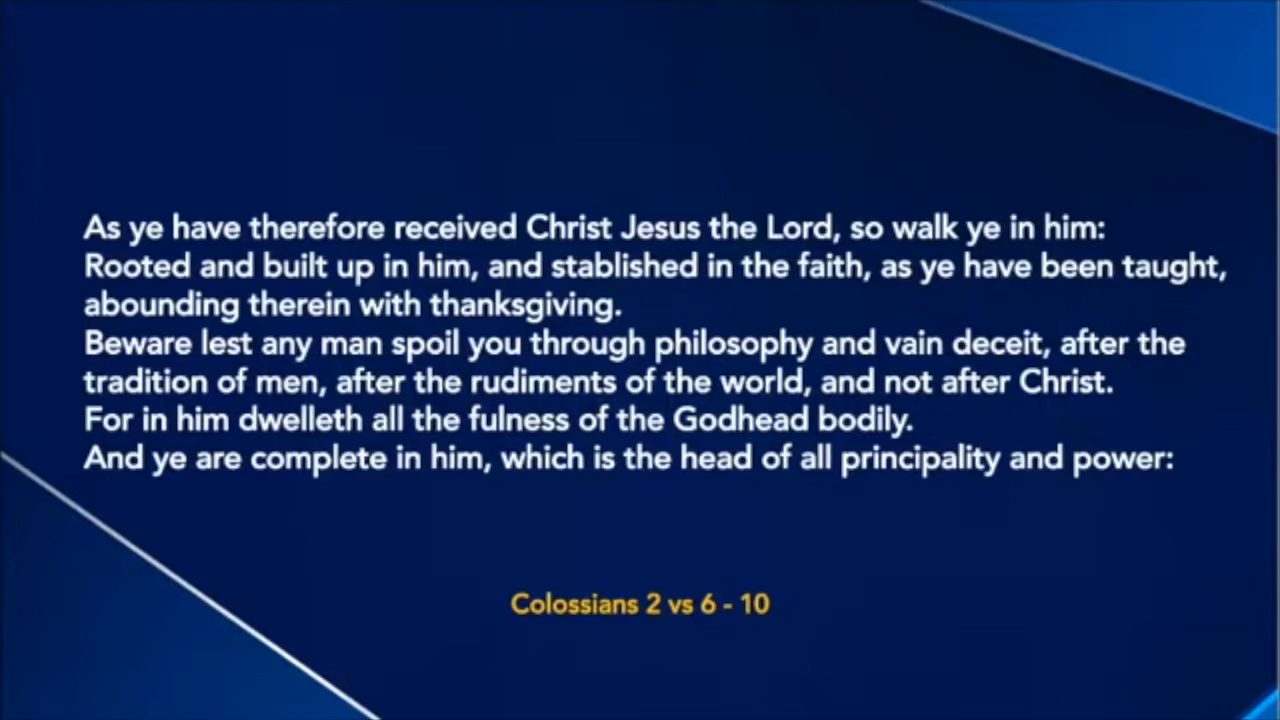 As ye have therefore received Christ Jesus the Lord, so walk ye in him:
Rooted and built up in him, and stablished in the faith, as ye have been taught,
abounding therein with thanksgiving.
Beware lest any man spoil you through philosophy and vain deceit, after the
tradition of men, after the rudiments of the world, and not after Christ.
For in him dwelleth all the fulness of the Godhead bodily.
And ye are complete in him, which is the head of all principality and power:
Colossians 2 vs 6 - 10